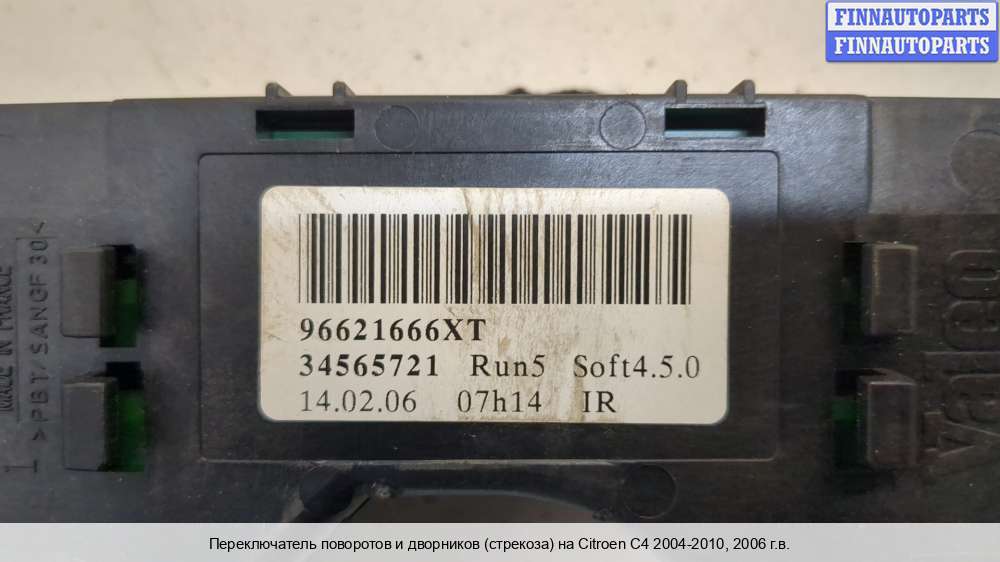 FINNAUTOPARTS
FINNAUTOPARTS
96621666XT
34565721 Run5 Soft4.5.0
14.02.06 07h14 IR
MADE IN FRANCE
>PBT/SANGF 30<
Valeo
Переключатель поворотов и дворников (стрекоза) на Citroen C4 2004-2010, 2006 г.в.